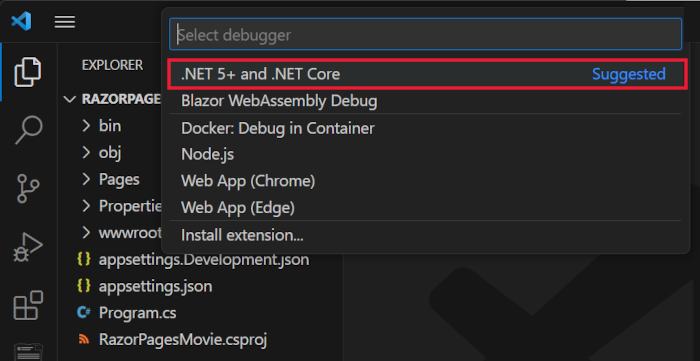 Select debugger
.NET 5+ and .NET Core Suggested
Blazor WebAssembly Debug
Docker: Debug in Container
Node.js
Web App (Chrome)
Web App (Edge)
Install extension...
EXPLORER
RAZORPAGE
bin
obj
Pages
Propertie
wwwroot
{} appsettings.Development.json
{} appsettings.json
C# Program.cs
RazorPagesMovie.csproj